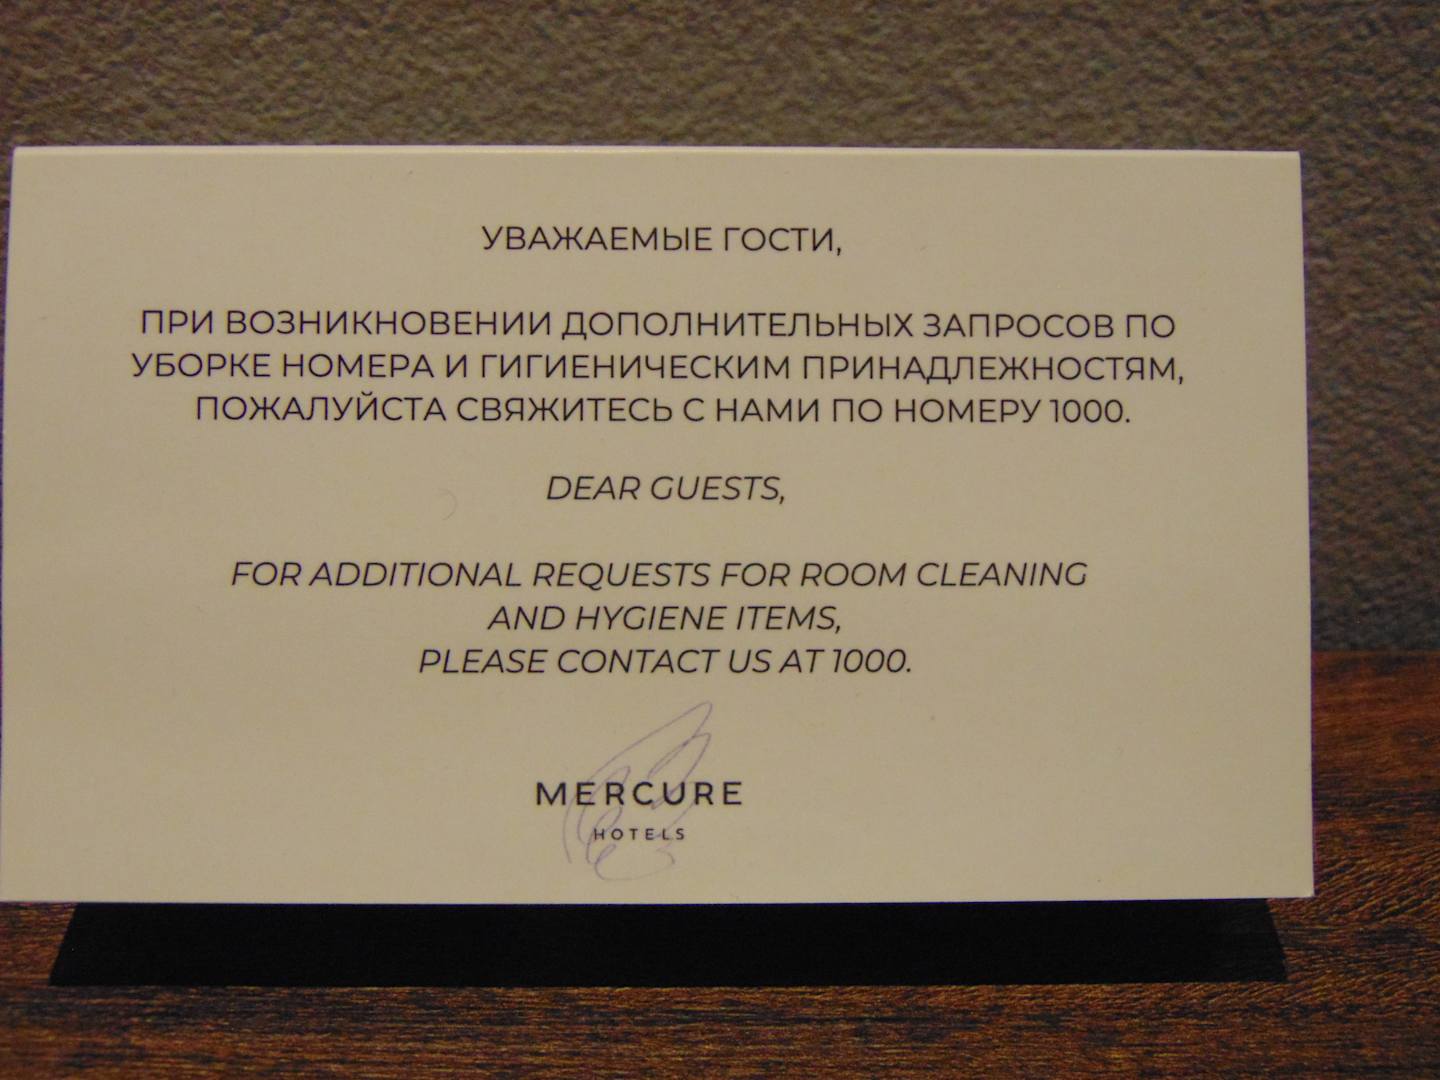 УВАЖАЕМЫЕ ГОСТИ,
ПРИ ВОЗНИКНОВЕНИИ ДОПОЛНИТЕЛЬНЫХ ЗАПРОСОВ ПО
УБОРКЕ НОМЕРА И ГИГИЕНИЧЕСКИМ ПРИНАДЛЕЖНОСТЯМ,
ПОЖАЛУЙСТА СВЯЖИТЕСЬ С НАМИ ПО НОМЕРУ 1000.
DEAR GUESTS,
FOR ADDITIONAL REQUESTS FOR ROOM CLEANING
AND HYGIENE ITEMS,
PLEASE CONTACT US AT 1000.
MERCURE
HOTELS